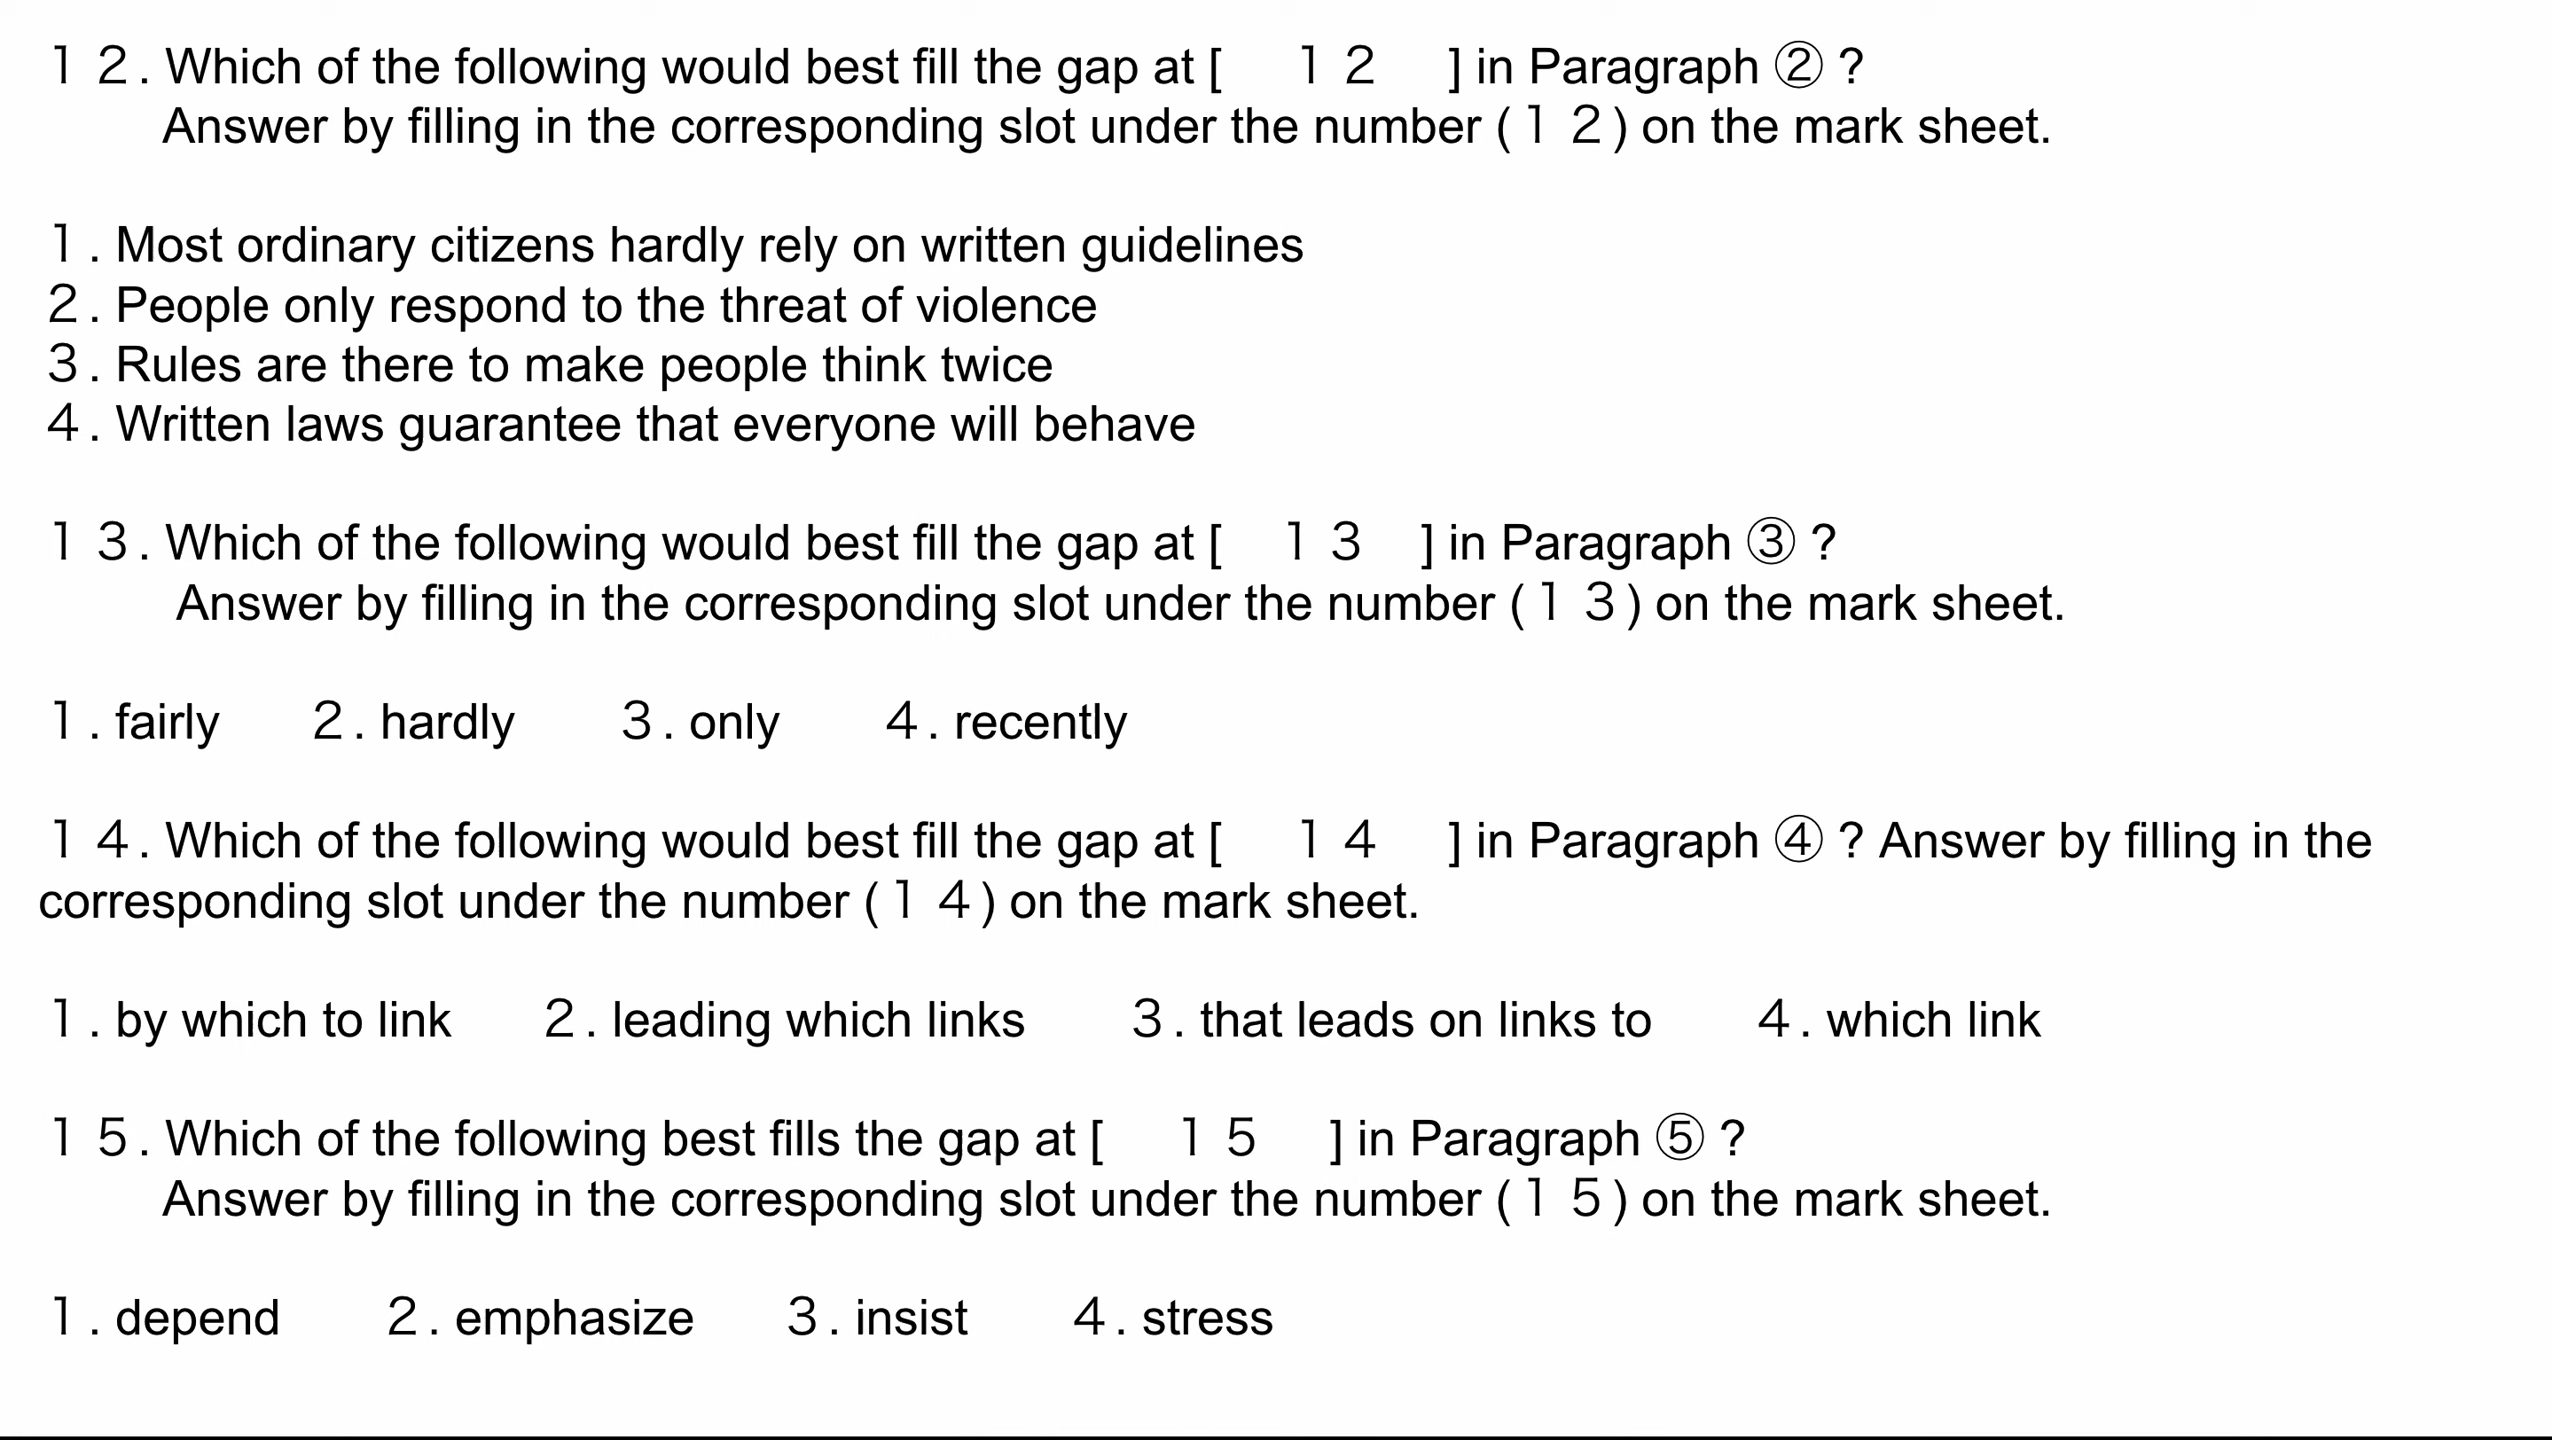 １２. Which of the following would best fill the gap at [　１２　] in Paragraph ② ?
Answer by filling in the corresponding slot under the number (１２) on the mark sheet.
１. Most ordinary citizens hardly rely on written guidelines
２. People only respond to the threat of violence
３. Rules are there to make people think twice
４. Written laws guarantee that everyone will behave
１３. Which of the following would best fill the gap at [　１３　] in Paragraph ③ ?
Answer by filling in the corresponding slot under the number (１３) on the mark sheet.
１. fairly　２. hardly　３. only　４. recently
１４. Which of the following would best fill the gap at [　１４　] in Paragraph ④ ? Answer by filling in the
corresponding slot under the number (１４) on the mark sheet.
１. by which to link　２. leading which links　３. that leads on links to　４. which link
１５. Which of the following best fills the gap at [　１５　] in Paragraph ⑤ ?
Answer by filling in the corresponding slot under the number (１５) on the mark sheet.
１. depend　２. emphasize　３. insist　４. stress